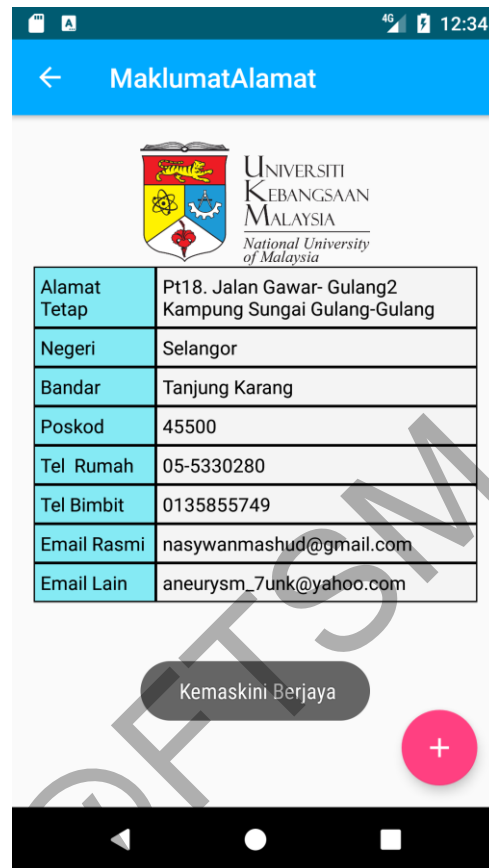 4G 12:34
MaklumatAlamat
UNIVERSITI
KEBANGSAAN
MALAYSIA
National University
of Malaysia
Alamat Tetap Pt18. Jalan Gawar- Gulang2 Kampung Sungai Gulang-Gulang
Negeri Selangor
Bandar Tanjung Karang
Poskod 45500
Tel Rumah 05-5330280
Tel Bimbit 0135855749
Email Rasmi nasywanmashud@gmail.com
Email Lain aneurysm_7unk@yahoo.com
Kemaskini Berjaya
+
@FTSM